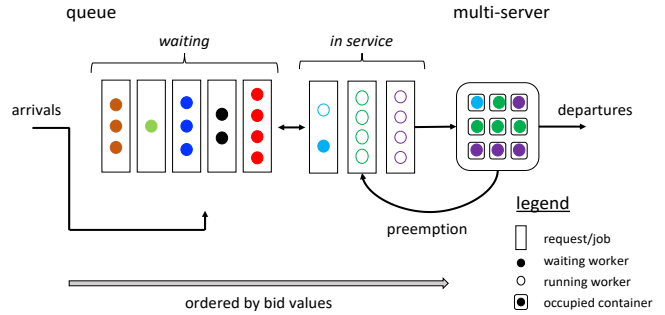 queue
multi-server
waiting
in service
arrivals
departures
preemption
legend
request/job
waiting worker
running worker
occupied container
ordered by bid values